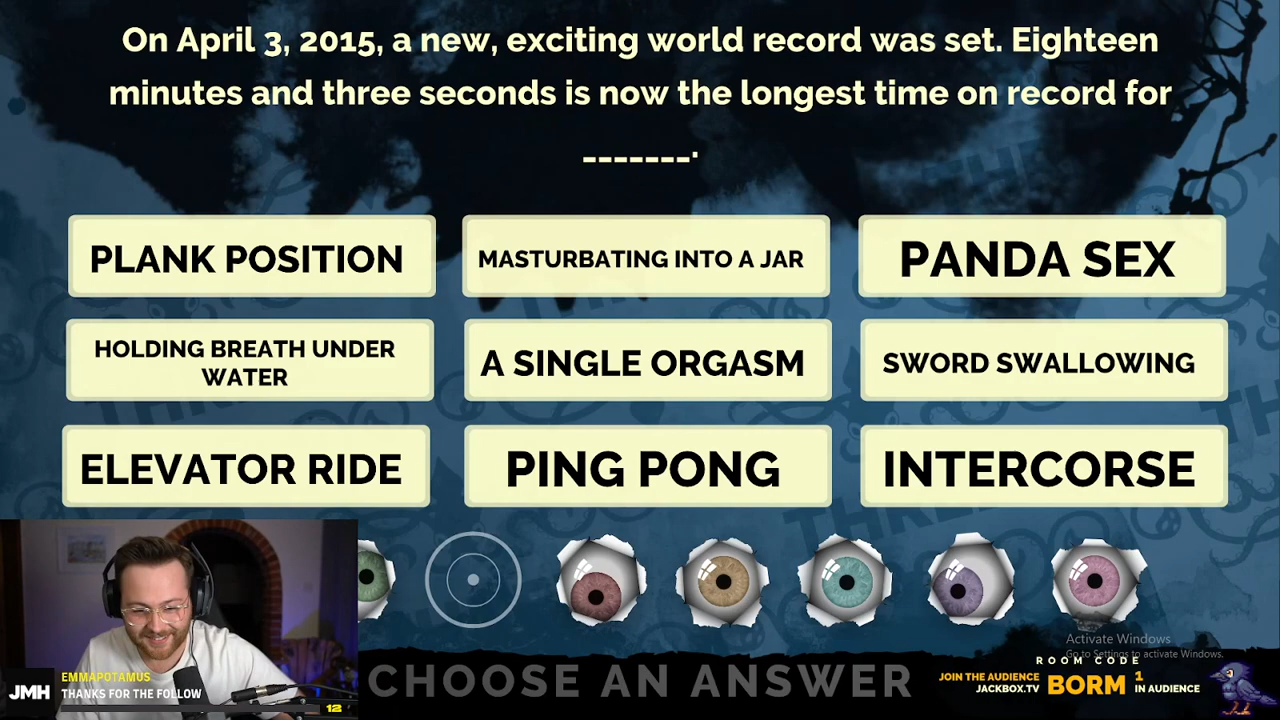 On April 3, 2015, a new, exciting world record was set. Eighteen
minutes and three seconds is now the longest time on record for
_______.
PLANK POSITION
MASTURBATING INTO A JAR
PANDA SEX
HOLDING BREATH UNDER
WATER
A SINGLE ORGASM
SWORD SWALLOWING
ELEVATOR RIDE
PING PONG
INTERCORSE
Activate Windows
Go to Settings to activate Windows.
CHOOSE AN ANSWER
JMH
EMMAPOTAMUS
THANKS FOR THE FOLLOW
12
JOIN THE AUDIENCE
JACKBOX.TV
ROOM CODE
BORM
1
IN AUDIENCE